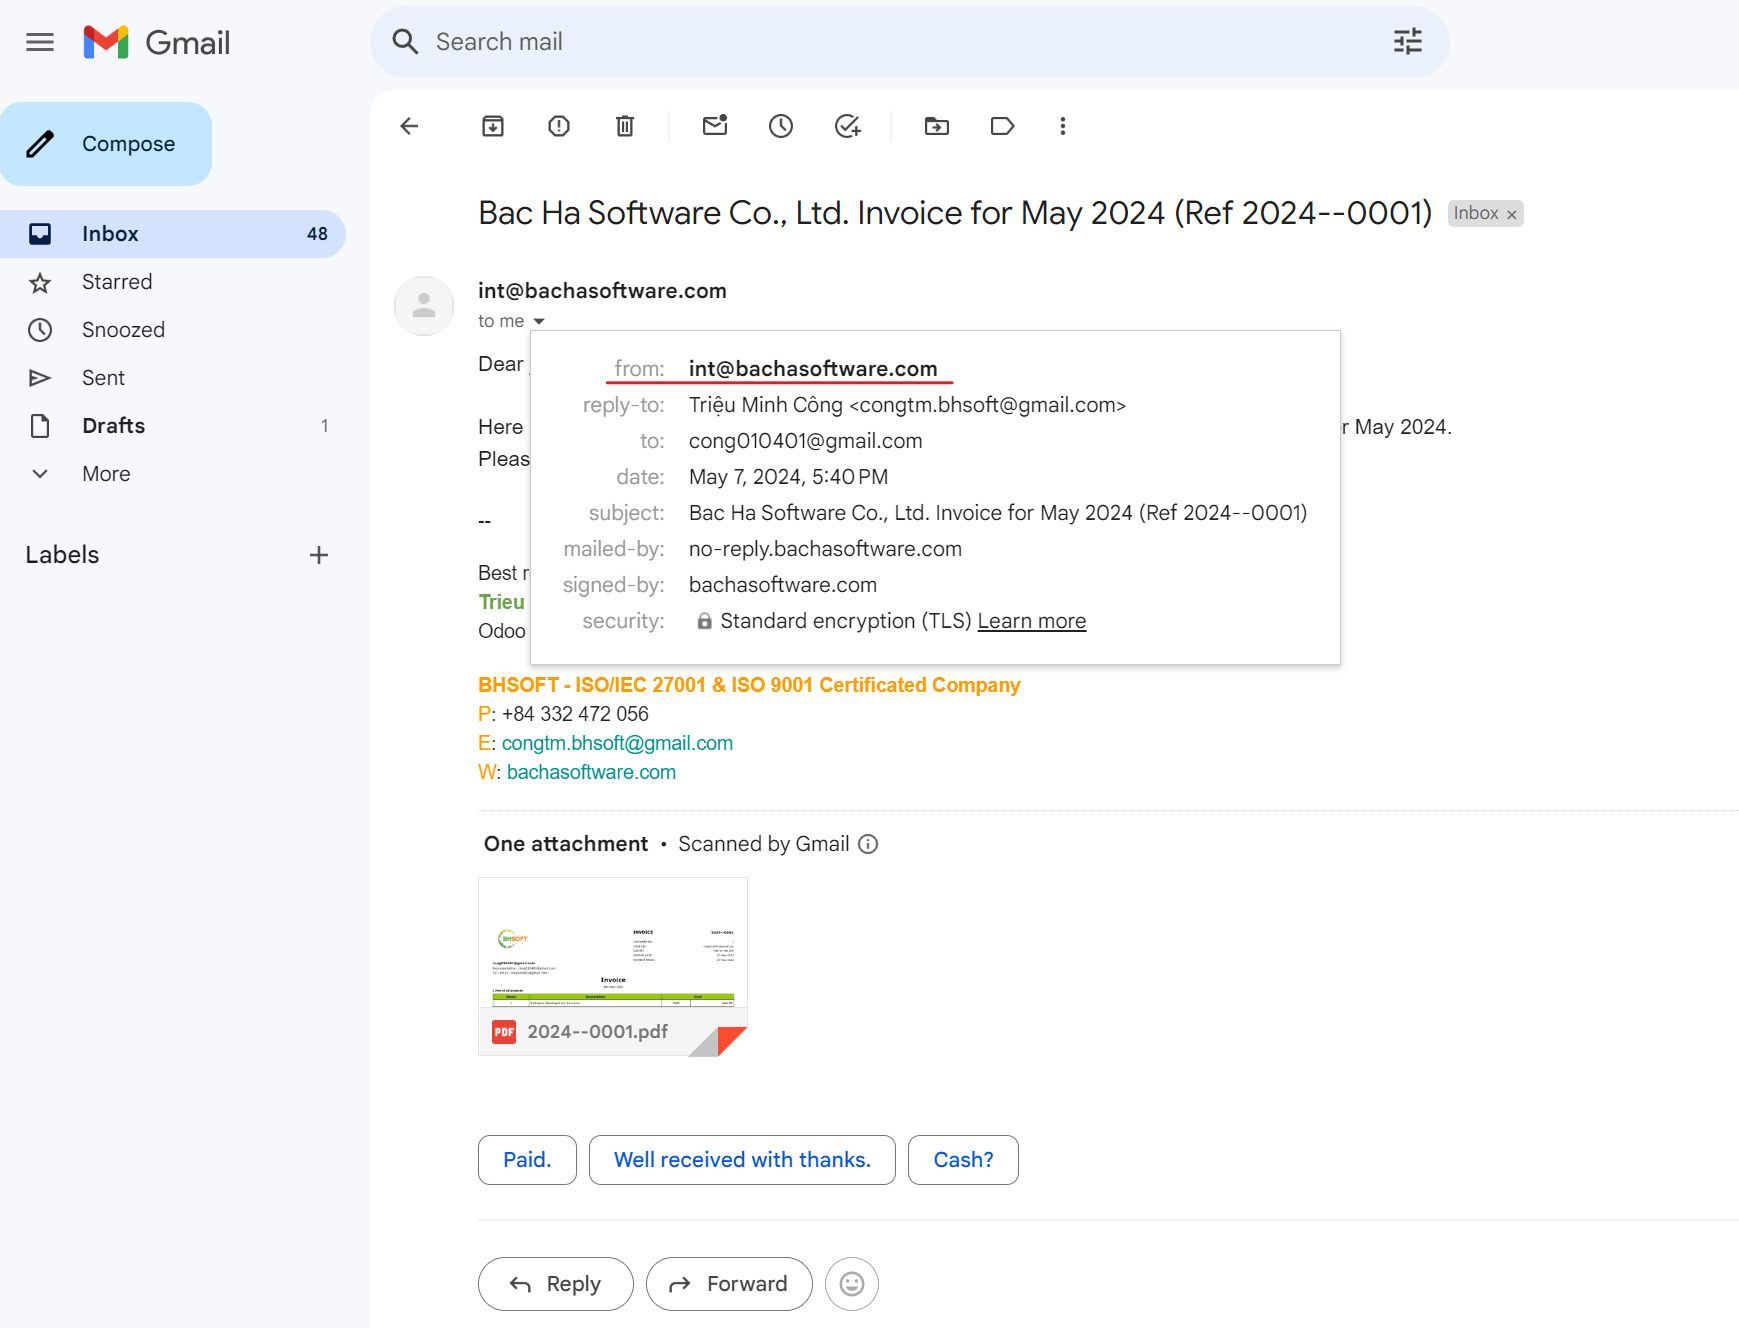 Gmail
Search mail
Compose
Inbox 48
Starred
Snoozed
Sent
Drafts 1
More
Labels
Bac Ha Software Co., Ltd. Invoice for May 2024 (Ref 2024--0001) Inbox ×
int@bachasoftware.com
to me
Dear
from: int@bachasoftware.com
reply-to: Triệu Minh Công <congtm.bhsoft@gmail.com>
Here r May 2024.
to: cong010401@gmail.com
Pleas
date: May 7, 2024, 5:40 PM
subject: Bac Ha Software Co., Ltd. Invoice for May 2024 (Ref 2024--0001)
--
mailed-by: no-reply.bachasoftware.com
Best r
signed-by: bachasoftware.com
Trieu
security: Standard encryption (TLS) Learn more
Odoo
BHSOFT - ISO/IEC 27001 & ISO 9001 Certificated Company
P: +84 332 472 056
E: congtm.bhsoft@gmail.com
W: bachasoftware.com
One attachment • Scanned by Gmail
BHSOFT
INVOICE 2024--0001
Invoice
PDF 2024--0001.pdf
Paid.
Well received with thanks.
Cash?
Reply
Forward